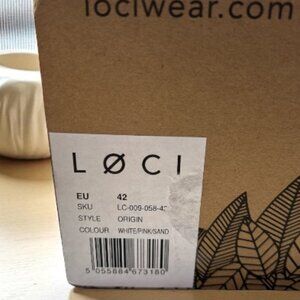 lociwear.com
LØCI
EU 42
SKU LC-009-058-42
STYLE ORIGIN
COLOUR WHITE/PINK/SAND
5 055884 673180